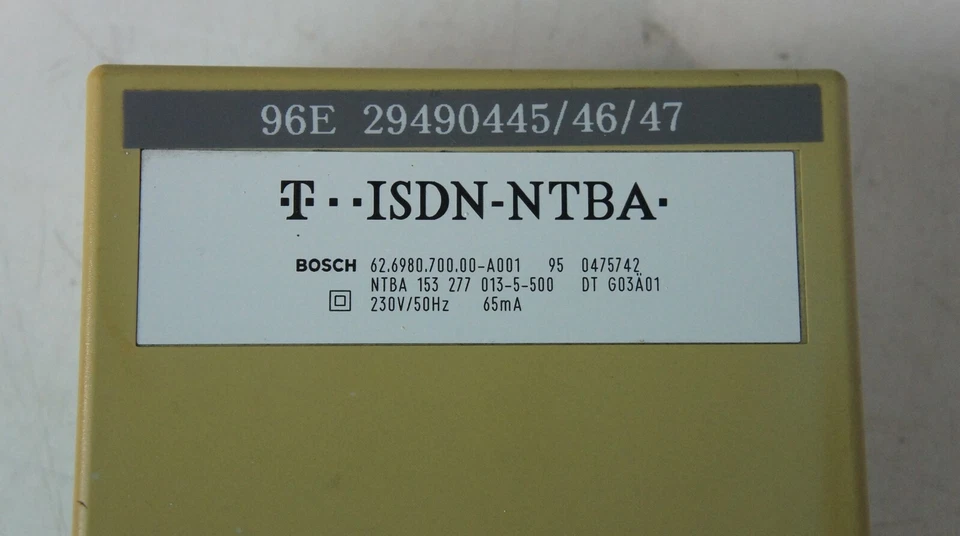 96E 29490445/46/47
T··ISDN-NTBA·
BOSCH 62.6980.700.00-A001 95 0475742
NTBA 153 277 013-5-500 DT G03Ä01
230V/50Hz 65mA